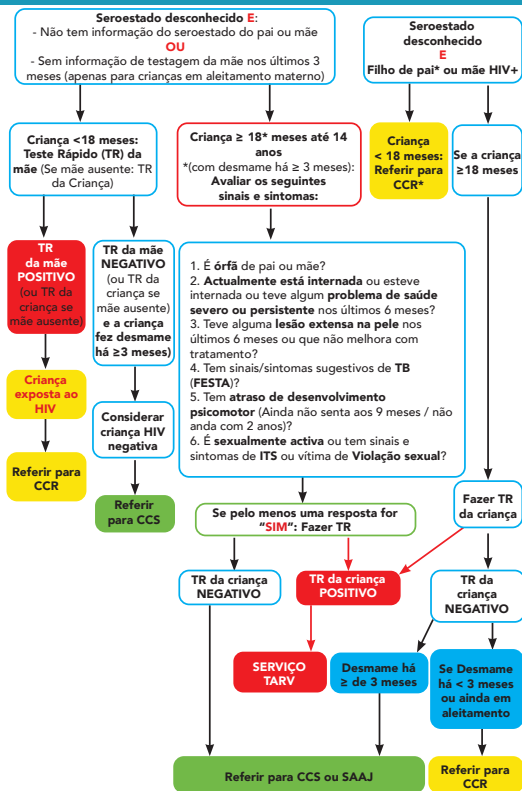 Seroestado desconhecido E:
- Não tem informação do seroestado do pai ou mãe
OU
- Sem informação de testagem da mãe nos últimos 3
meses (apenas para crianças em aleitamento materno)
Seroestado
desconhecido
E
Filho de pai* ou mãe HIV+
Criança <18 meses:
Teste Rápido (TR) da
mãe (Se mãe ausente: TR
da Criança)
Criança ≥ 18* meses até 14
anos
*(com desmame há ≥ 3 meses):
Avaliar os seguintes
sinais e sintomas:
Criança
< 18 meses:
Referir para
CCR*
Se a criança
≥18 meses
TR
da mãe
POSITIVO
(ou TR da
criança se
mãe ausente)
TR da mãe
NEGATIVO
(ou TR da
criança se
mãe ausente)
e a criança
fez desmame
há ≥3 meses)
1. É órfã de pai ou mãe?
2. Actualmente está internada ou esteve
internada ou teve algum problema de saúde
severo ou persistente nos últimos 6 meses?
3. Teve alguma lesão extensa na pele nos
últimos 6 meses ou que não melhora com
tratamento?
4. Tem sinais/sintomas sugestivos de TB
(FESTA)?
5. Tem atraso de desenvolvimento
psicomotor (Ainda não senta aos 9 meses / não
anda com 2 anos)?
6. É sexualmente activa ou tem sinais e
sintomas de ITS ou vítima de Violação sexual?
Criança
exposta ao
HIV
Considerar
criança HIV
negativa
Referir para
CCR
Referir
para CCS
Se pelo menos uma resposta for
“SIM”: Fazer TR
Fazer TR
da criança
TR da criança
NEGATIVO
TR da criança
POSITIVO
TR da
criança
NEGATIVO
SERVIÇO
TARV
Desmame há
≥ de 3 meses
Se Desmame
há < 3 meses
ou ainda em
aleitamento
Referir para CCS ou SAAJ
Referir para
CCR